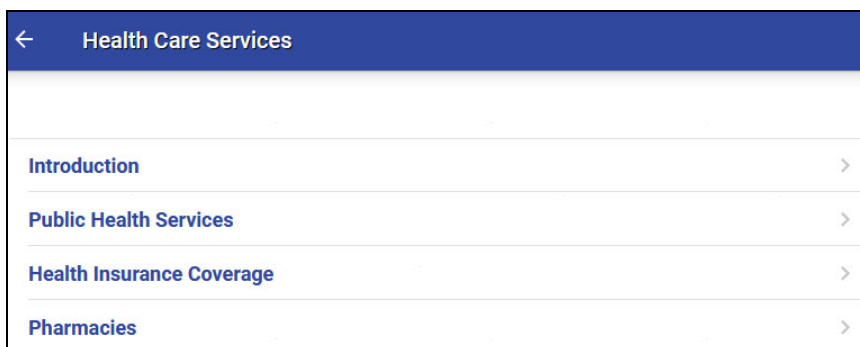 Health Care Services
Introduction
Public Health Services
Health Insurance Coverage
Pharmacies